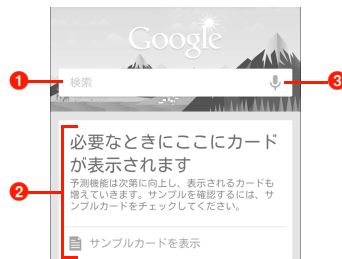 Google
1
検索
3
2
必要なときにここにカード
が表示されます
予測機能は次第に向上し、表示されるカードも
増えていきます。サンプルを確認するには、サ
ンプルカードをチェックしてください。
サンプルカードを表示